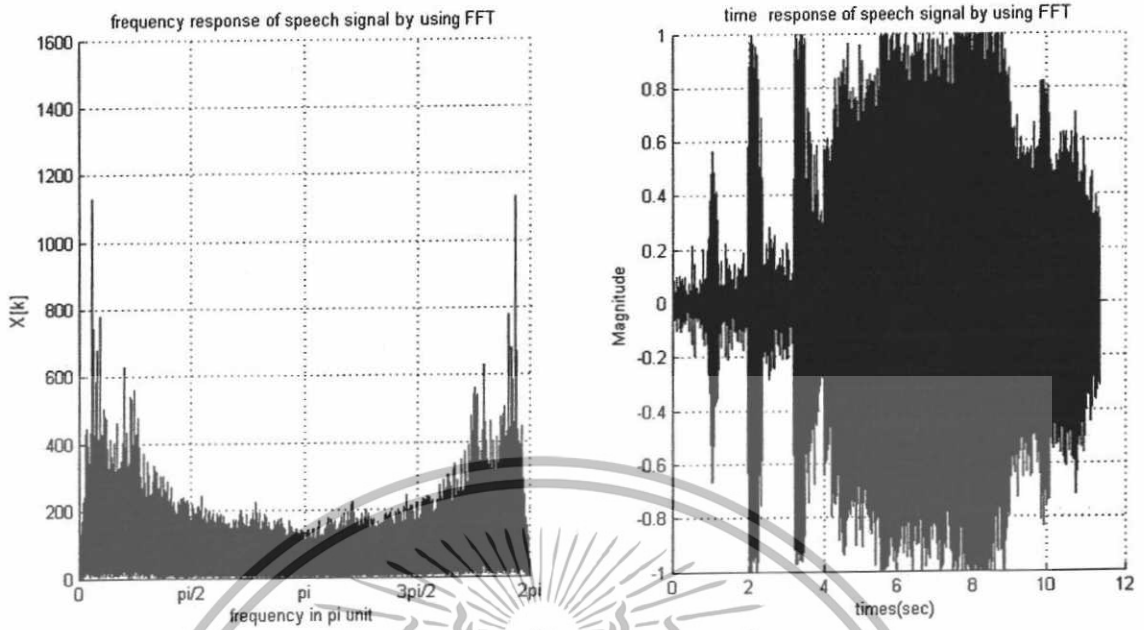 frequency response of speech signal by using FFT
1600
1400
1200
1000
800
600
400
200
0
X[k]
0 pi/2 pi 3pi/2 2pi
frequency in pi unit
time response of speech signal by using FFT
1
0.8
0.6
0.4
0.2
0
-0.2
-0.4
-0.6
-0.8
-1
Magnitude
0 2 4 6 8 10 12
times(sec)